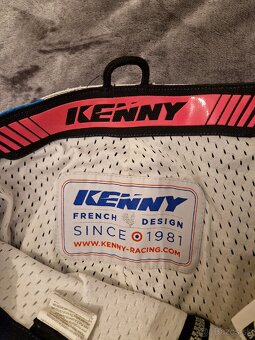 KENNY
KENNY
FRENCH DESIGN
SINCE 1981
WWW.KENNY-RACING.COM